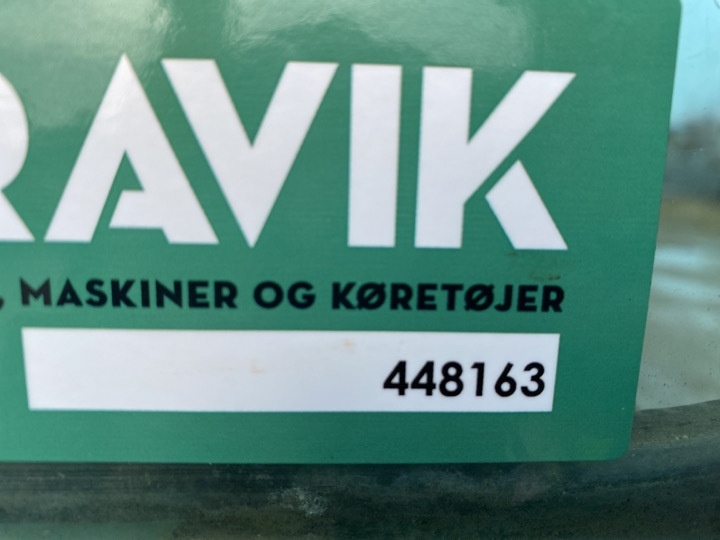 RAVIK
, MASKINER OG KØRETØJER
448163